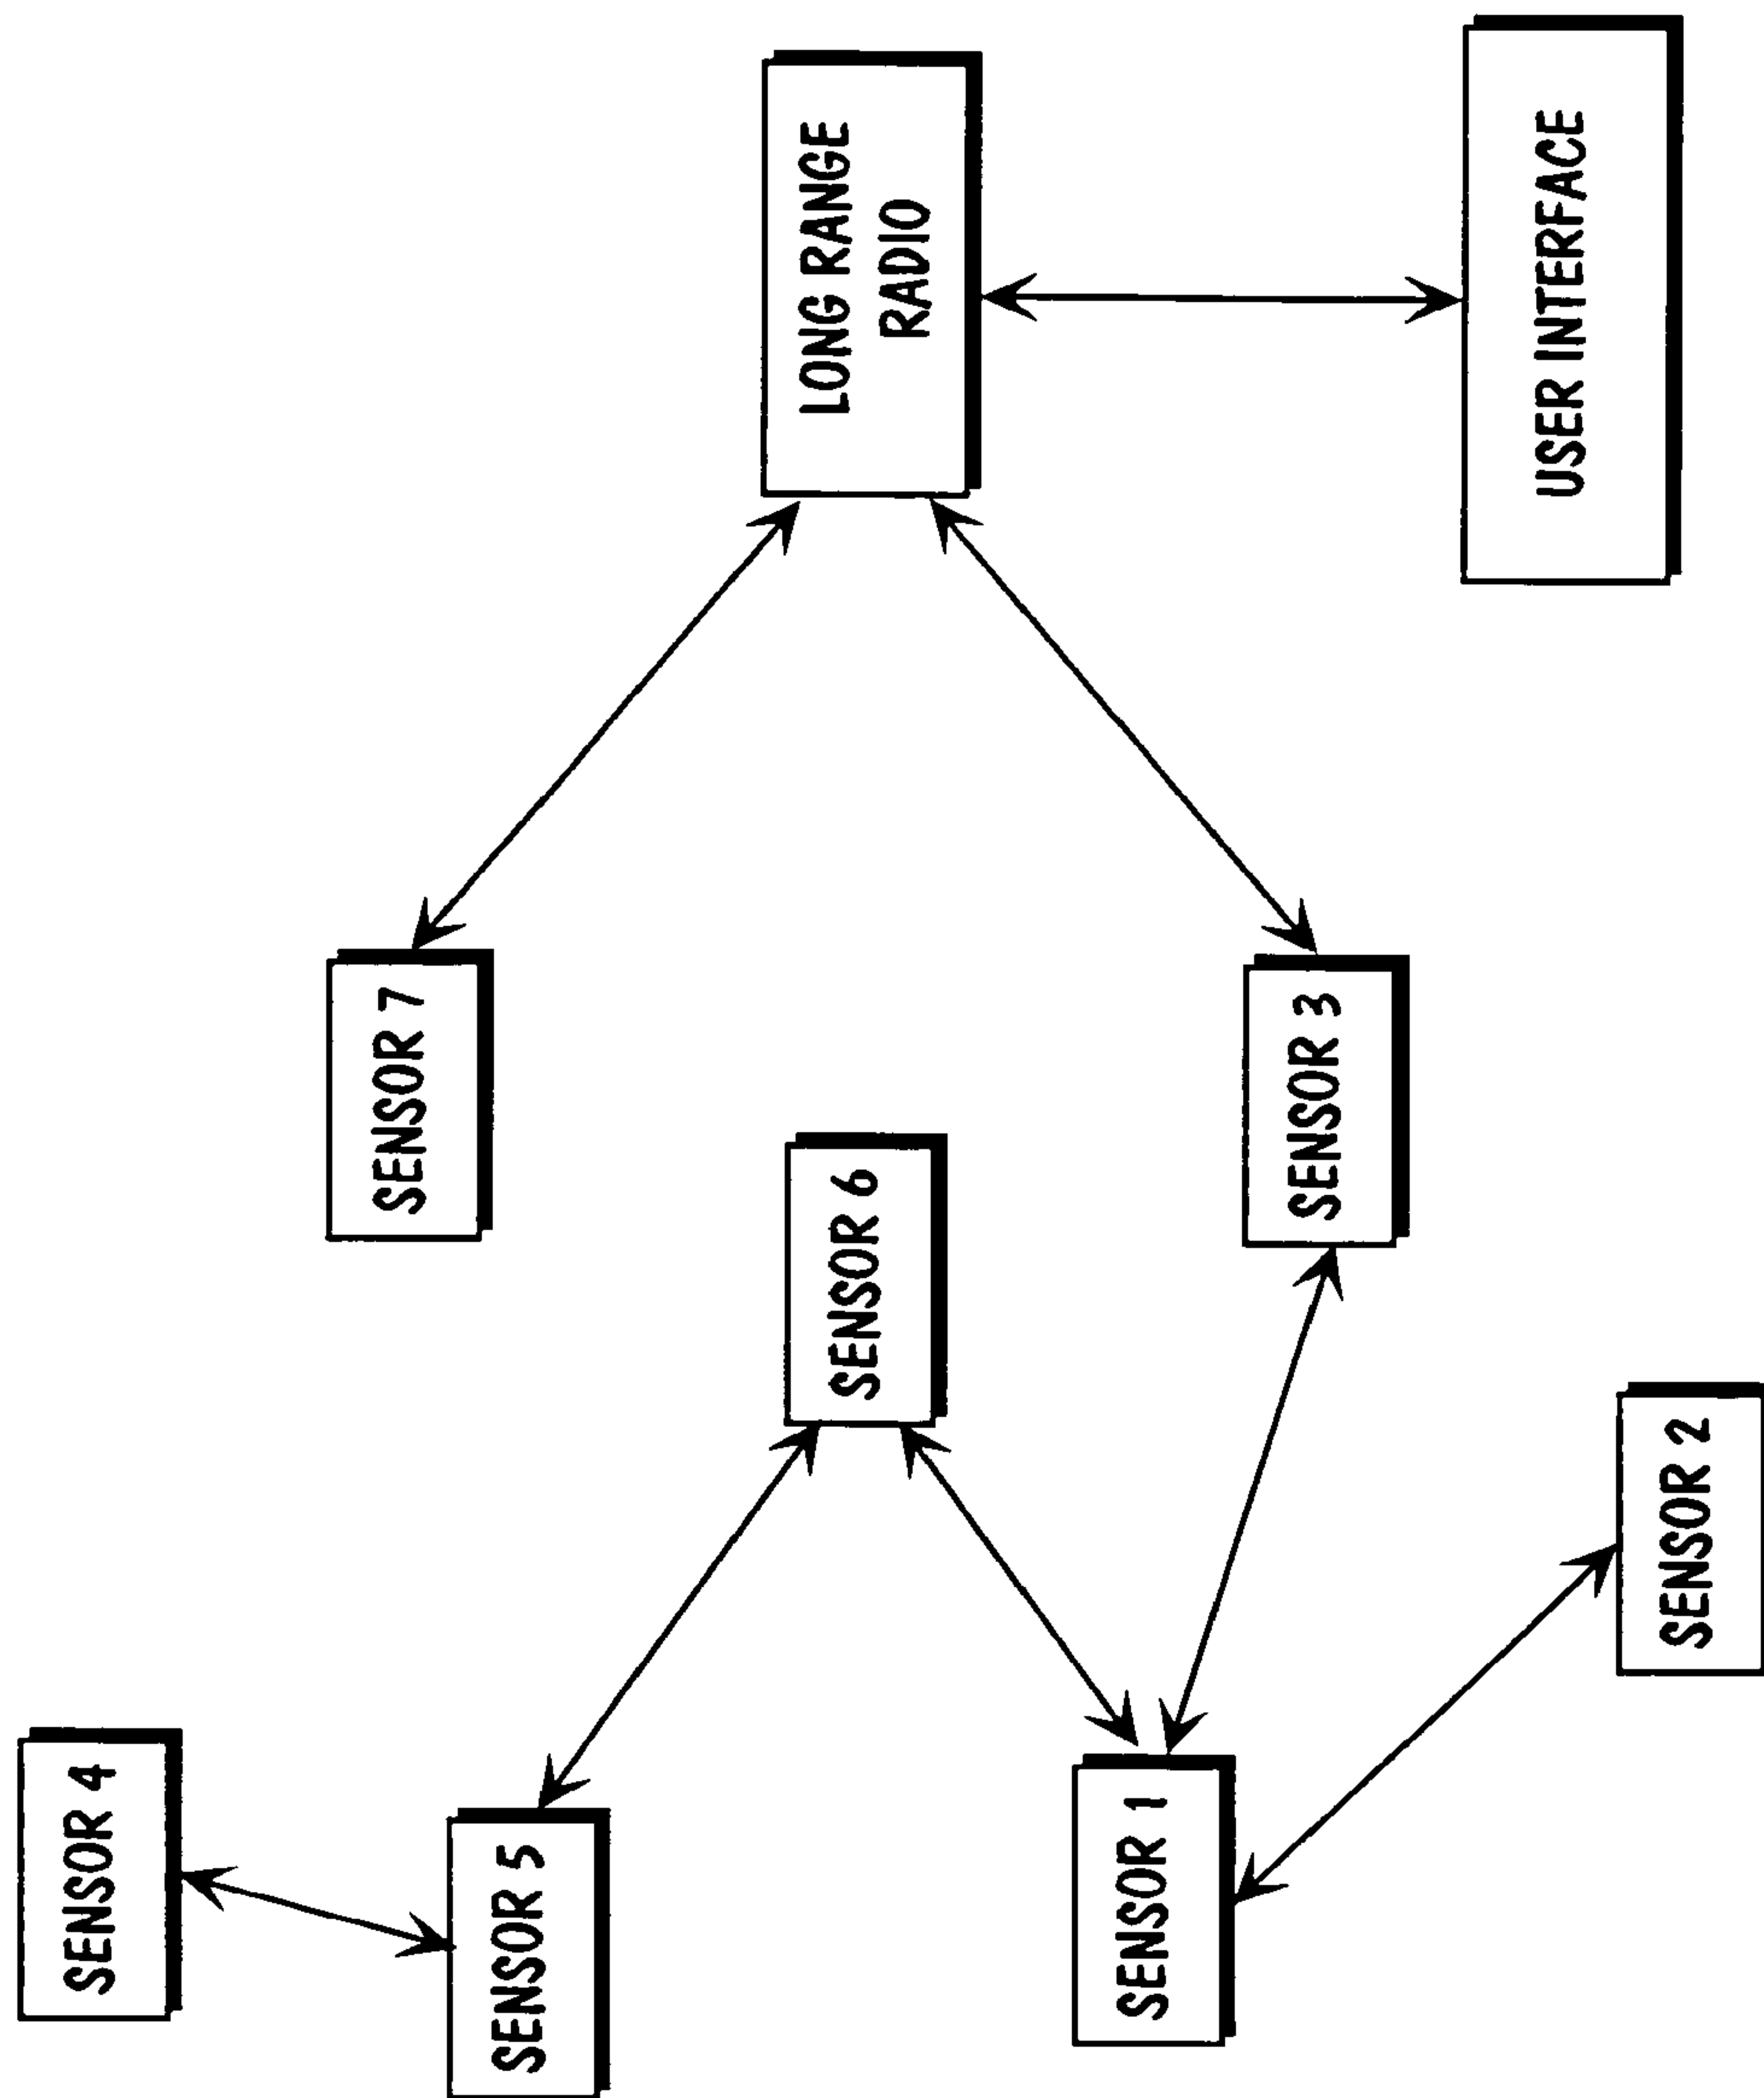 SENSOR 4
SENSOR 5
SENSOR 7
SENSOR 6
LONG RANGE
RADIO
SENSOR 1
SENSOR 3
USER INTERFACE
SENSOR 2